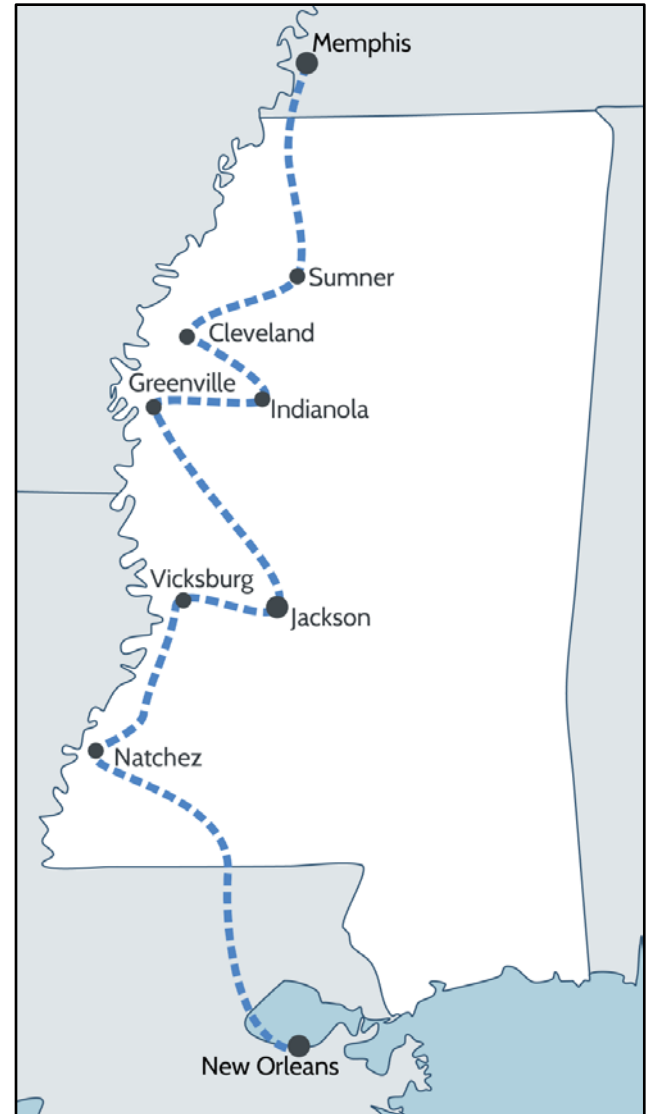 Memphis
Sumner
Cleveland
Greenville
Indianola
Vicksburg
Jackson
Natchez
New Orleans